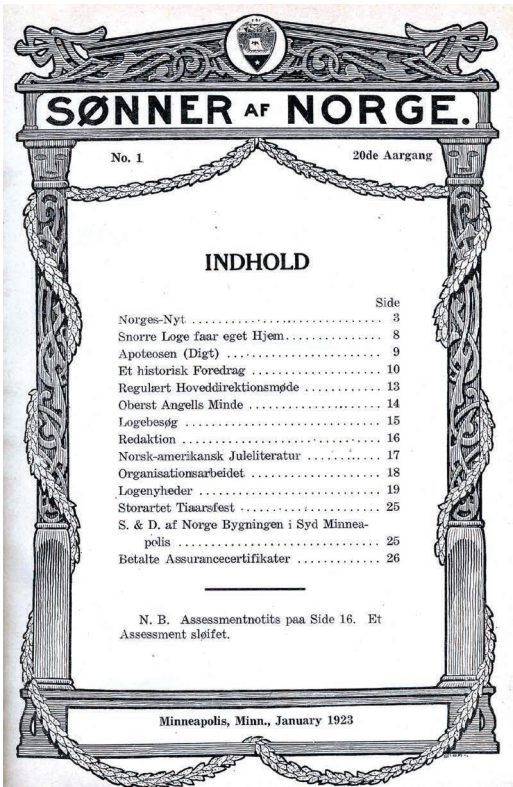 SØNNER AF NORGE.
No. 1 20de Aargang
INDHOLD
Side
Norges-Nyt ........................ 3
Snorre Loge faar eget Hjem............... 8
Apoteosen (Digt) ........................ 9
Et historisk Foredrag .................... 10
Regulært Hoveddirektionsmøde ............ 13
Oberst Angells Minde .................... 14
Logebesøg ........................ 15
Redaktion ........................ 16
Norsk-amerikansk Juleliteratur ............ 17
Organisationsarbeidet .................... 18
Logenyheder ........................ 19
Storartet Tiaarsfest .................... 25
S. & D. af Norge Bygningen i Syd Minnea-
polis ........................ 25
Betalte Assurancecertifikater ............. 26
N. B. Assessmentnotits paa Side 16. Et
Assessment sløifet.
Minneapolis, Minn., January 1923